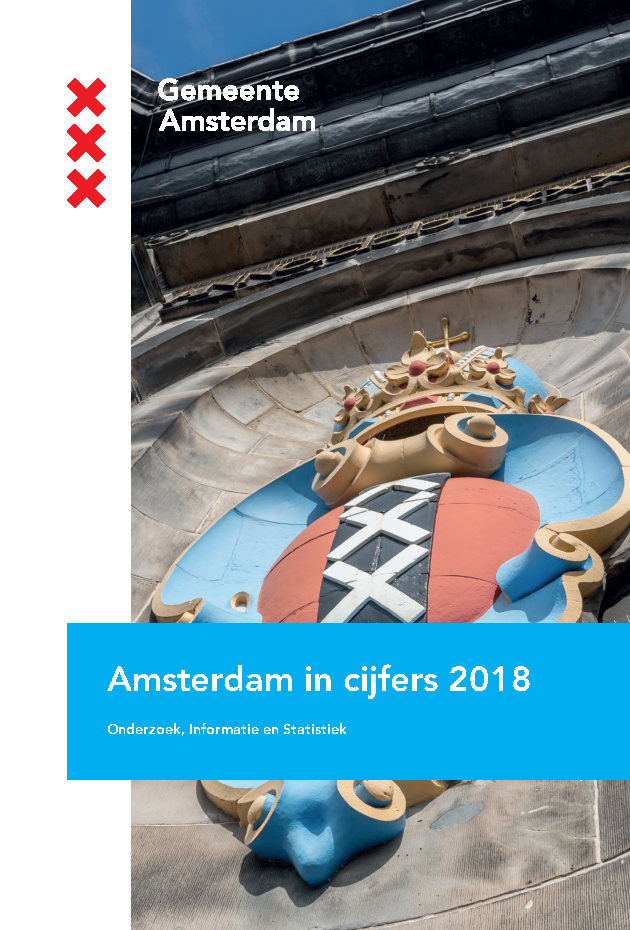 Gemeente
Amsterdam
Amsterdam in cijfers 2018
Onderzoek, Informatie en Statistiek